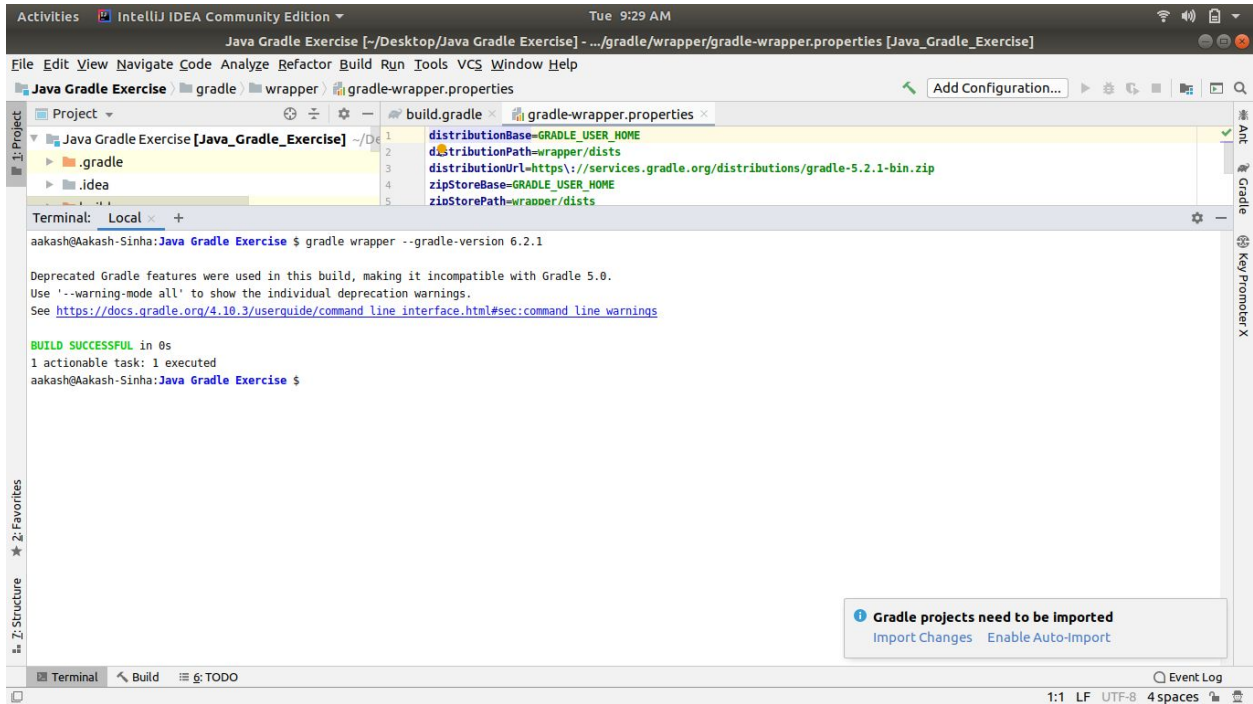 Activities IntelliJ IDEA Community Edition Tue 9:29 AM
Java Gradle Exercise [~/Desktop/Java Gradle Exercise] - .../gradle/wrapper/gradle-wrapper.properties [Java_Gradle_Exercise]
File Edit View Navigate Code Analyze Refactor Build Run Tools VCS Window Help
Java Gradle Exercise gradle wrapper gradle-wrapper.properties Add Configuration...
1: Project
Project build.gradle gradle-wrapper.properties
Java Gradle Exercise [Java_Gradle_Exercise] ~/De
.gradle
.idea
1 distributionBase=GRADLE_USER_HOME
2 distributionPath=wrapper/dists
3 distributionUrl=https\://services.gradle.org/distributions/gradle-5.2.1-bin.zip
4 zipStoreBase=GRADLE_USER_HOME
5 zipStorePath=wrapper/dists
Ant
Gradle
Key Promoter X
Terminal: Local +
aakash@Aakash-Sinha:Java Gradle Exercise $ gradle wrapper --gradle-version 6.2.1
Deprecated Gradle features were used in this build, making it incompatible with Gradle 5.0.
Use '--warning-mode all' to show the individual deprecation warnings.
See https://docs.gradle.org/4.10.3/userguide/command_line_interface.html#sec:command_line_warnings
BUILD SUCCESSFUL in 0s
1 actionable task: 1 executed
aakash@Aakash-Sinha:Java Gradle Exercise $
2: Favorites
Z: Structure
Gradle projects need to be imported
Import Changes Enable Auto-Import
Terminal Build 6: TODO Event Log
1:1 LF UTF-8 4 spaces